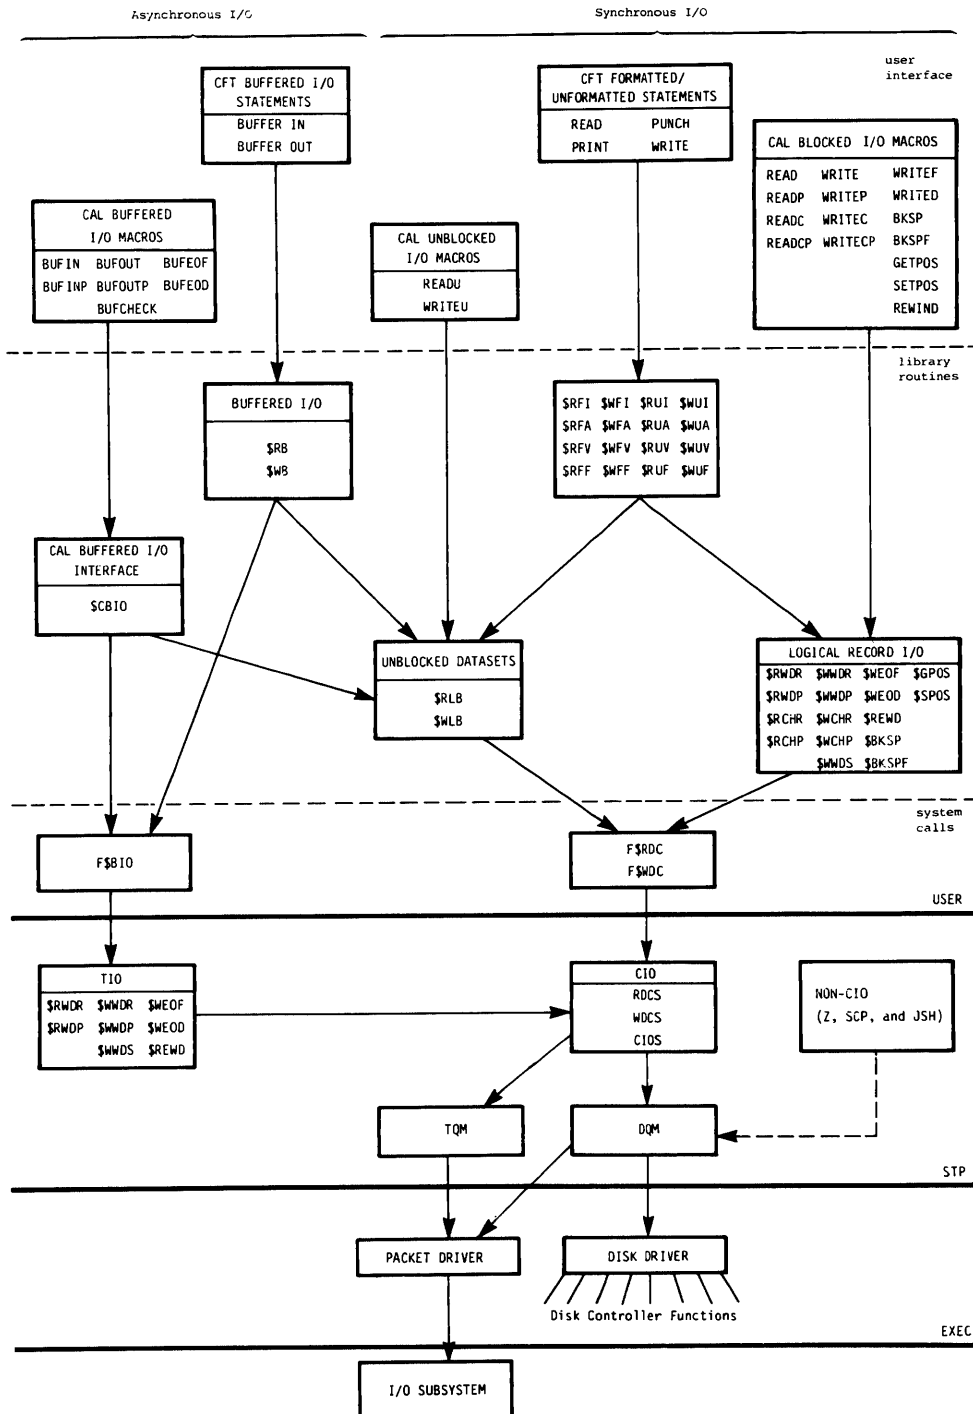 Asynchronous I/O
Synchronous I/O
user
interface
CFT BUFFERED I/O
STATEMENTS
BUFFER IN
BUFFER OUT
CFT FORMATTED/
UNFORMATTED STATEMENTS
READ PUNCH
PRINT WRITE
CAL BLOCKED I/O MACROS
READ WRITE WRITEF
READP WRITEP WRITED
READC WRITEC BKSP
READCP WRITECP BKSPF
GETPOS
SETPOS
REWIND
CAL BUFFERED
I/O MACROS
BUFIN BUFOUT BUFEOF
BUFINP BUFOUTP BUFEOD
BUFCHECK
CAL UNBLOCKED
I/O MACROS
READU
WRITEU
library
routines
BUFFERED I/O
$RB
$WB
$RFI $WFI $RUI $WUI
$RFA $WFA $RUA $WUA
$RFV $WFV $RUV $WUV
$RFF $WFF $RUF $WUF
CAL BUFFERED I/O
INTERFACE
$CBIO
UNBLOCKED DATASETS
$RLB
$WLB
LOGICAL RECORD I/O
$RWDR $WWDR $WEOF $GPOS
$RWDP $WWDP $WEOD $SPOS
$RCHR $WCHR $REWD
$RCHP $WCHP $BKSP
$WWDS $BKSPF
system
calls
F$BIO
F$RDC
F$WDC
USER
TIO
$RWDR $WWDR $WEOF
$RWDP $WWDP $WEOD
$WWDS $REWD
CIO
RDCS
WDCS
CIOS
NON-CIO
(Z, SCP, and JSH)
TQM
DQM
STP
PACKET DRIVER
DISK DRIVER
Disk Controller Functions
EXEC
I/O SUBSYSTEM